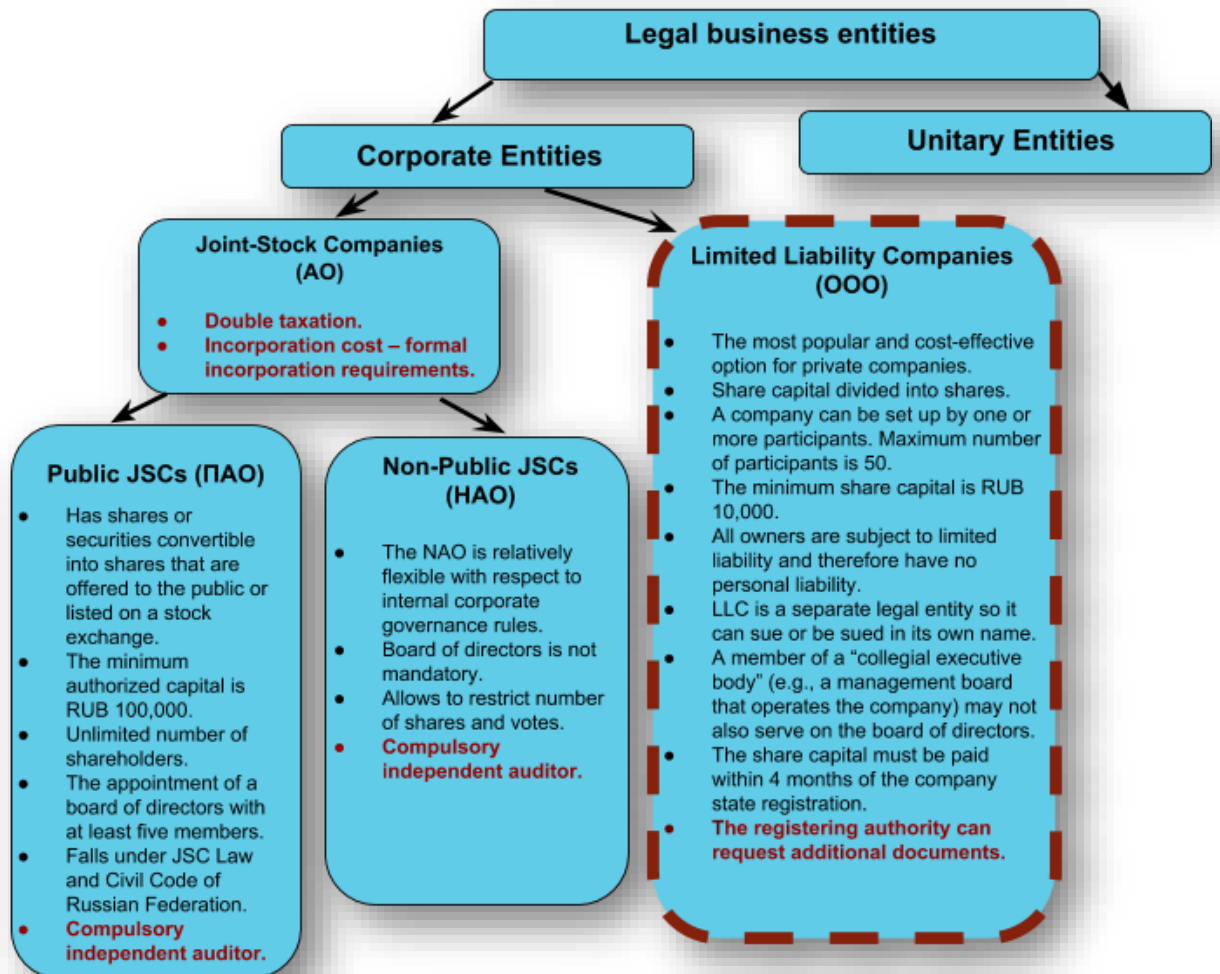 Legal business entities
Corporate Entities
Unitary Entities
Joint-Stock Companies
(AO)
● Double taxation.
● Incorporation cost – formal
incorporation requirements.
Limited Liability Companies
(OOO)
● The most popular and cost-effective
option for private companies.
● Share capital divided into shares.
● A company can be set up by one or
more participants. Maximum number
of participants is 50.
● The minimum share capital is RUB
10,000.
● All owners are subject to limited
liability and therefore have no
personal liability.
● LLC is a separate legal entity so it
can sue or be sued in its own name.
● A member of a “collegial executive
body” (e.g., a management board
that operates the company) may not
also serve on the board of directors.
● The share capital must be paid
within 4 months of the company
state registration.
● The registering authority can
request additional documents.
Public JSCs (ПАО)
● Has shares or
securities convertible
into shares that are
offered to the public or
listed on a stock
exchange.
● The minimum
authorized capital is
RUB 100,000.
● Unlimited number of
shareholders.
● The appointment of a
board of directors with
at least five members.
● Falls under JSC Law
and Civil Code of
Russian Federation.
● Compulsory
independent auditor.
Non-Public JSCs
(НАО)
● The NAO is relatively
flexible with respect to
internal corporate
governance rules.
● Board of directors is not
mandatory.
● Allows to restrict number
of shares and votes.
● Compulsory
independent auditor.